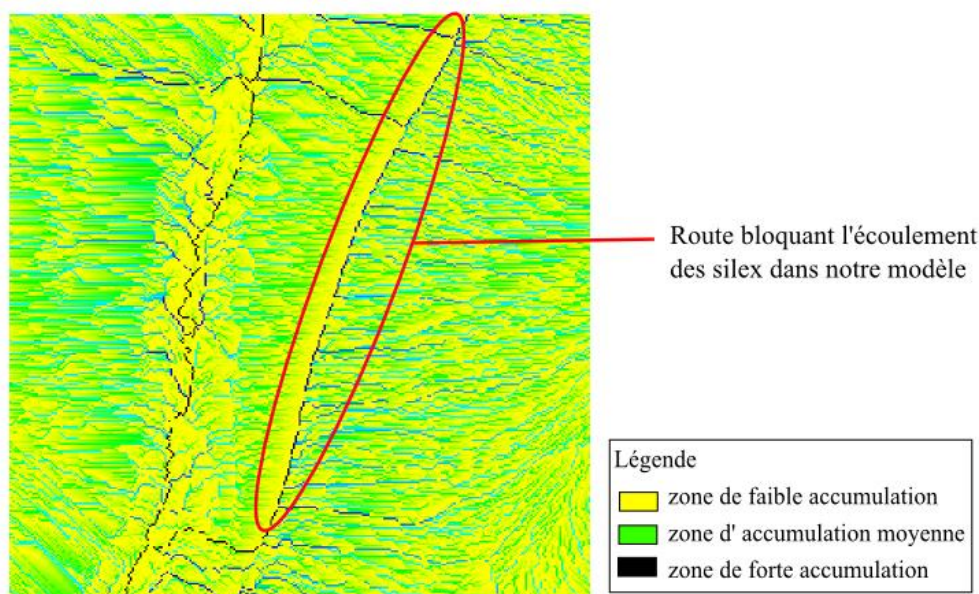 Route bloquant l'écoulement
des silex dans notre modèle
Légende
zone de faible accumulation
zone d' accumulation moyenne
zone de forte accumulation